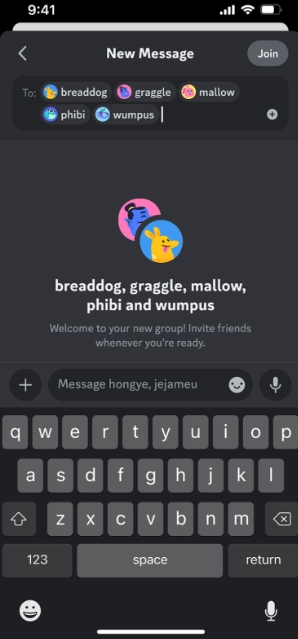 9:41
New Message
Join
To: breaddog graggle mallow
phibi wumpus
breaddog, graggle, mallow,
phibi and wumpus
Welcome to your new group! Invite friends
whenever you're ready.
Message hongye, jejameu
q w e r t y u i o p
a s d f g h j k l
z x c v b n m
123 space return